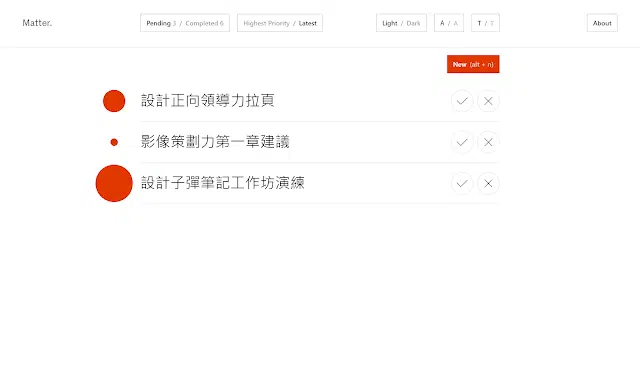 Matter.
Pending 3 / Completed 6
Highest Priority / Latest
Light / Dark
A / A
T / T
About
New (alt + n)
設計正向領導力拉頁
影像策劃力第一章建議
設計子彈筆記工作坊演練